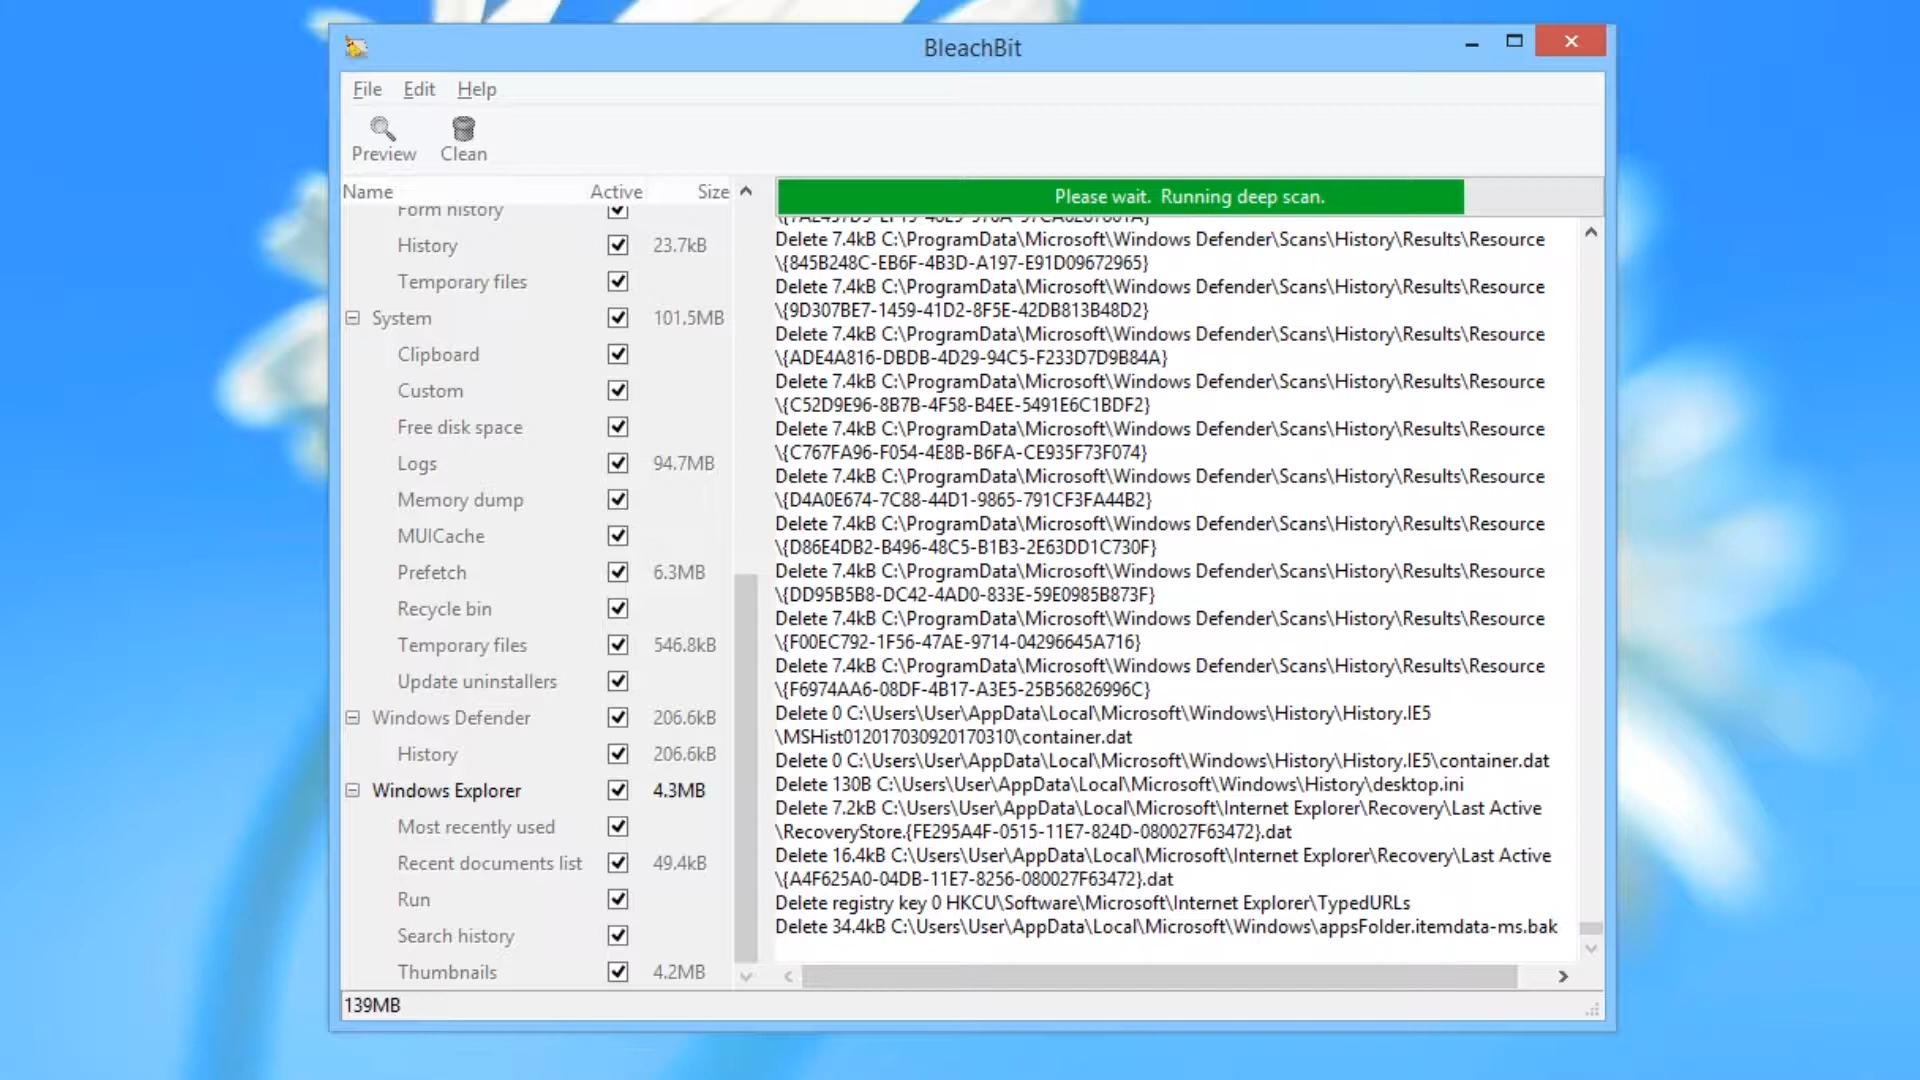 BleachBit
File Edit Help
Preview Clean
Name Active Size
Form history
History 23.7kB
Temporary files
System 101.5MB
Clipboard
Custom
Free disk space
Logs 94.7MB
Memory dump
MUICache
Prefetch 6.3MB
Recycle bin
Temporary files 546.8kB
Update uninstallers
Windows Defender 206.6kB
History 206.6kB
Windows Explorer 4.3MB
Most recently used
Recent documents list 49.4kB
Run
Search history
Thumbnails 4.2MB
Please wait. Running deep scan.
Delete 7.4kB C:\ProgramData\Microsoft\Windows Defender\Scans\History\Results\Resource
\{845B248C-EB6F-4B3D-A197-E91D09672965}
Delete 7.4kB C:\ProgramData\Microsoft\Windows Defender\Scans\History\Results\Resource
\{9D307BE7-1459-41D2-8F5E-42DB813B48D2}
Delete 7.4kB C:\ProgramData\Microsoft\Windows Defender\Scans\History\Results\Resource
\{ADE4A816-DBDB-4D29-94C5-F233D7D9B84A}
Delete 7.4kB C:\ProgramData\Microsoft\Windows Defender\Scans\History\Results\Resource
\{C52D9E96-8B7B-4F58-B4EE-5491E6C1BDF2}
Delete 7.4kB C:\ProgramData\Microsoft\Windows Defender\Scans\History\Results\Resource
\{C767FA96-F054-4E8B-B6FA-CE935F73F074}
Delete 7.4kB C:\ProgramData\Microsoft\Windows Defender\Scans\History\Results\Resource
\{D4A0E674-7C88-44D1-9865-791CF3FA44B2}
Delete 7.4kB C:\ProgramData\Microsoft\Windows Defender\Scans\History\Results\Resource
\{D86E4DB2-B496-48C5-B1B3-2E63DD1C730F}
Delete 7.4kB C:\ProgramData\Microsoft\Windows Defender\Scans\History\Results\Resource
\{DD95B5B8-DC42-4AD0-833E-59E0985B873F}
Delete 7.4kB C:\ProgramData\Microsoft\Windows Defender\Scans\History\Results\Resource
\{F00EC792-1F56-47AE-9714-04296645A716}
Delete 7.4kB C:\ProgramData\Microsoft\Windows Defender\Scans\History\Results\Resource
\{F6974AA6-08DF-4B17-A3E5-25B56826996C}
Delete 0 C:\Users\User\AppData\Local\Microsoft\Windows\History\History.IE5
\MSHist012017030920170310\container.dat
Delete 0 C:\Users\User\AppData\Local\Microsoft\Windows\History\History.IE5\container.dat
Delete 130B C:\Users\User\AppData\Local\Microsoft\Windows\History\desktop.ini
Delete 7.2kB C:\Users\User\AppData\Local\Microsoft\Internet Explorer\Recovery\Last Active
\RecoveryStore.{FE295A4F-0515-11E7-824D-080027F63472}.dat
Delete 16.4kB C:\Users\User\AppData\Local\Microsoft\Internet Explorer\Recovery\Last Active
\{A4F625A0-04DB-11E7-8256-080027F63472}.dat
Delete registry key 0 HKCU\Software\Microsoft\Internet Explorer\TypedURLs
Delete 34.4kB C:\Users\User\AppData\Local\Microsoft\Windows\appsFolder.itemdata-ms.bak
139MB